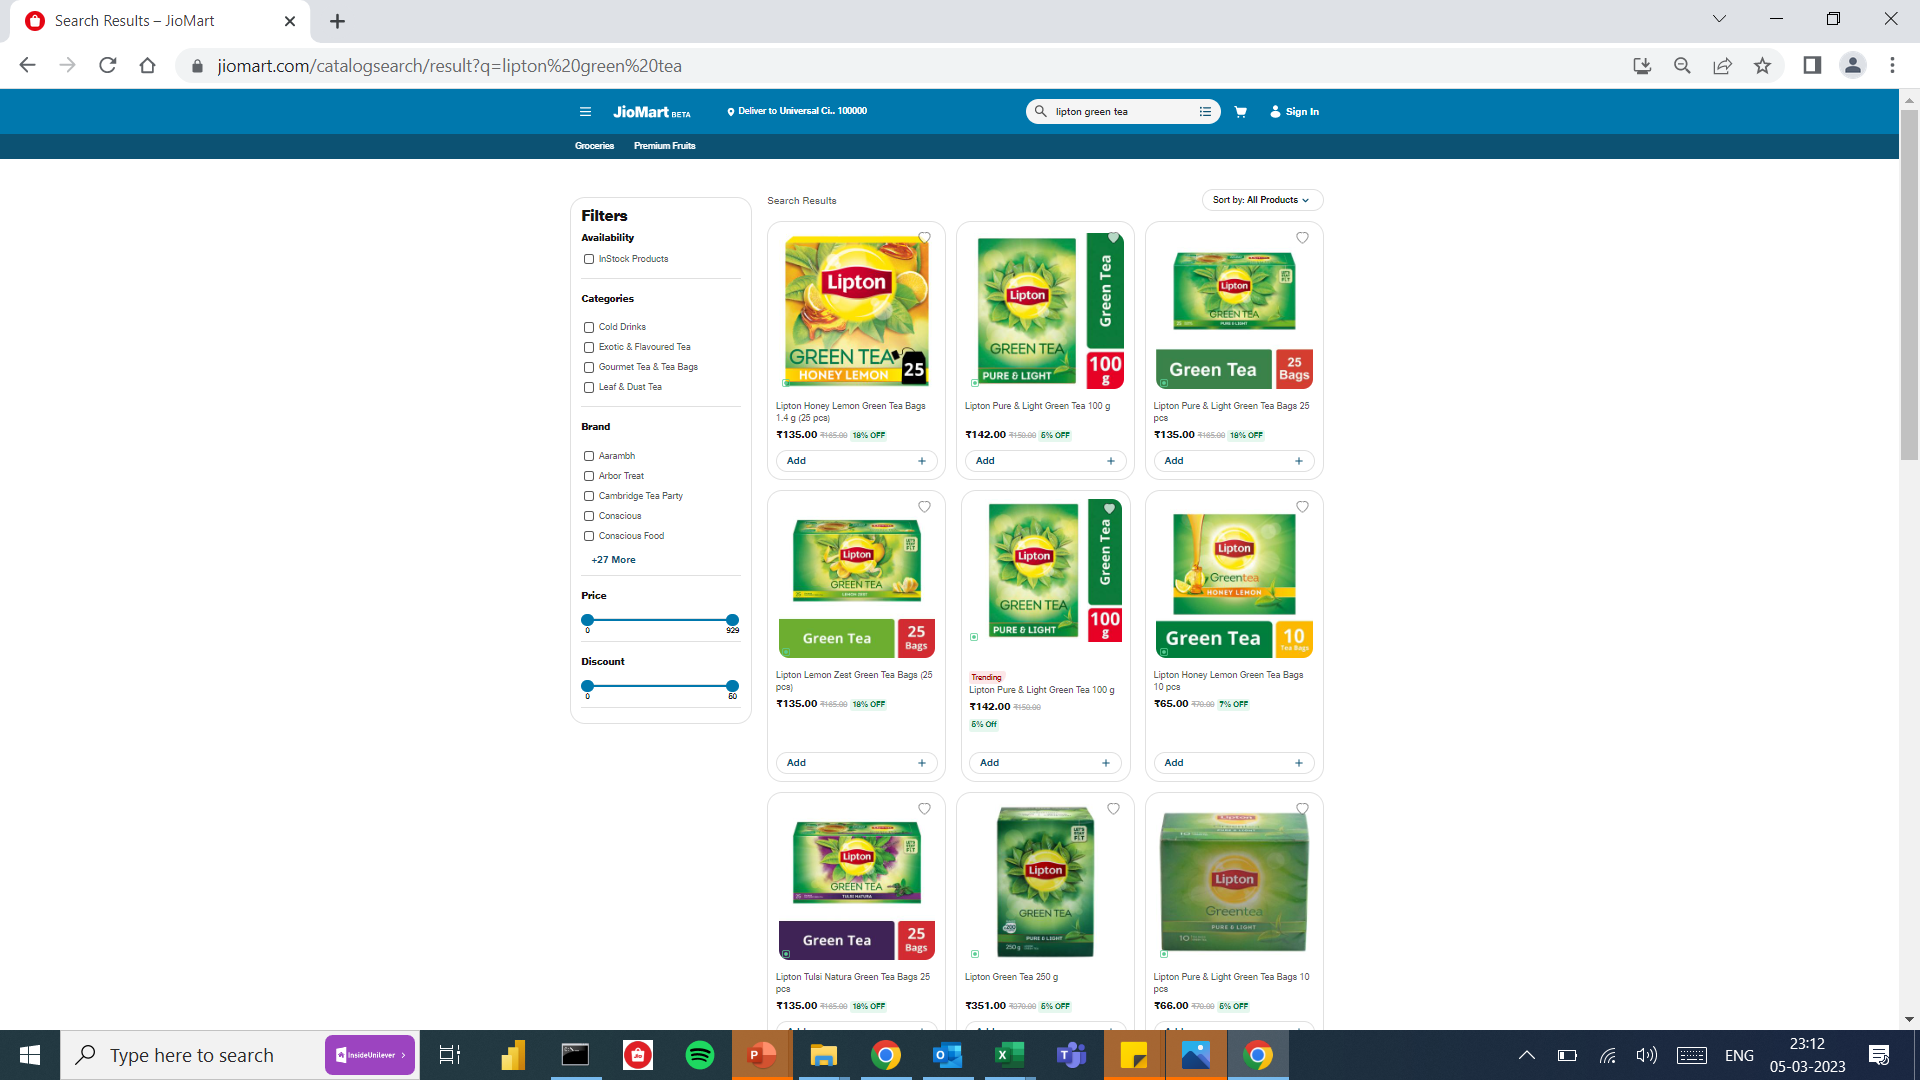 Search Results – JioMart
jiomart.com/catalogsearch/result?q=lipton%20green%20tea
JioMart BETA
Deliver to Universal Ci.. 100000
lipton green tea
Sign In
Groceries
Premium Fruits
Filters
Availability
InStock Products
Categories
Cold Drinks
Exotic & Flavoured Tea
Gourmet Tea & Tea Bags
Leaf & Dust Tea
Brand
Aarambh
Arbor Treat
Cambridge Tea Party
Conscious
Conscious Food
+27 More
Price
0 929
Discount
0 50
Search Results
Sort by: All Products
Lipton
GREEN TEA
HONEY LEMON
25
Lipton Honey Lemon Green Tea Bags
1.4 g (25 pcs)
₹135.00 ₹165.00 18% OFF
Add +
Lipton
GREEN TEA
PURE & LIGHT
Green Tea
100
g
Lipton Pure & Light Green Tea 100 g
₹142.00 ₹150.00 5% OFF
Add +
Lipton
GREEN TEA
PURE & LIGHT
Green Tea
25
Bags
Lipton Pure & Light Green Tea Bags 25
pcs
₹135.00 ₹165.00 18% OFF
Add +
Lipton
GREEN TEA
LEMON ZEST
Green Tea
25
Bags
Lipton Lemon Zest Green Tea Bags (25
pcs)
₹135.00 ₹165.00 18% OFF
Add +
Lipton
GREEN TEA
PURE & LIGHT
Green Tea
100
g
Trending
Lipton Pure & Light Green Tea 100 g
₹142.00 ₹150.00
5% Off
Add +
Lipton
Greentea
HONEY LEMON
Green Tea
10
Tea Bags
Lipton Honey Lemon Green Tea Bags
10 pcs
₹65.00 ₹70.00 7% OFF
Add +
Lipton
GREEN TEA
TULSI NATURA
Green Tea
25
Bags
Lipton Tulsi Natura Green Tea Bags 25
pcs
₹135.00 ₹165.00 18% OFF
Lipton
GREEN TEA
PURE & LIGHT
250 g
Lipton Green Tea 250 g
₹351.00 ₹370.00 5% OFF
Lipton
Greentea
PURE & LIGHT
10
Lipton Pure & Light Green Tea Bags 10
pcs
₹66.00 ₹70.00 5% OFF
Type here to search
InsideUnilever
ENG
23:12
05-03-2023